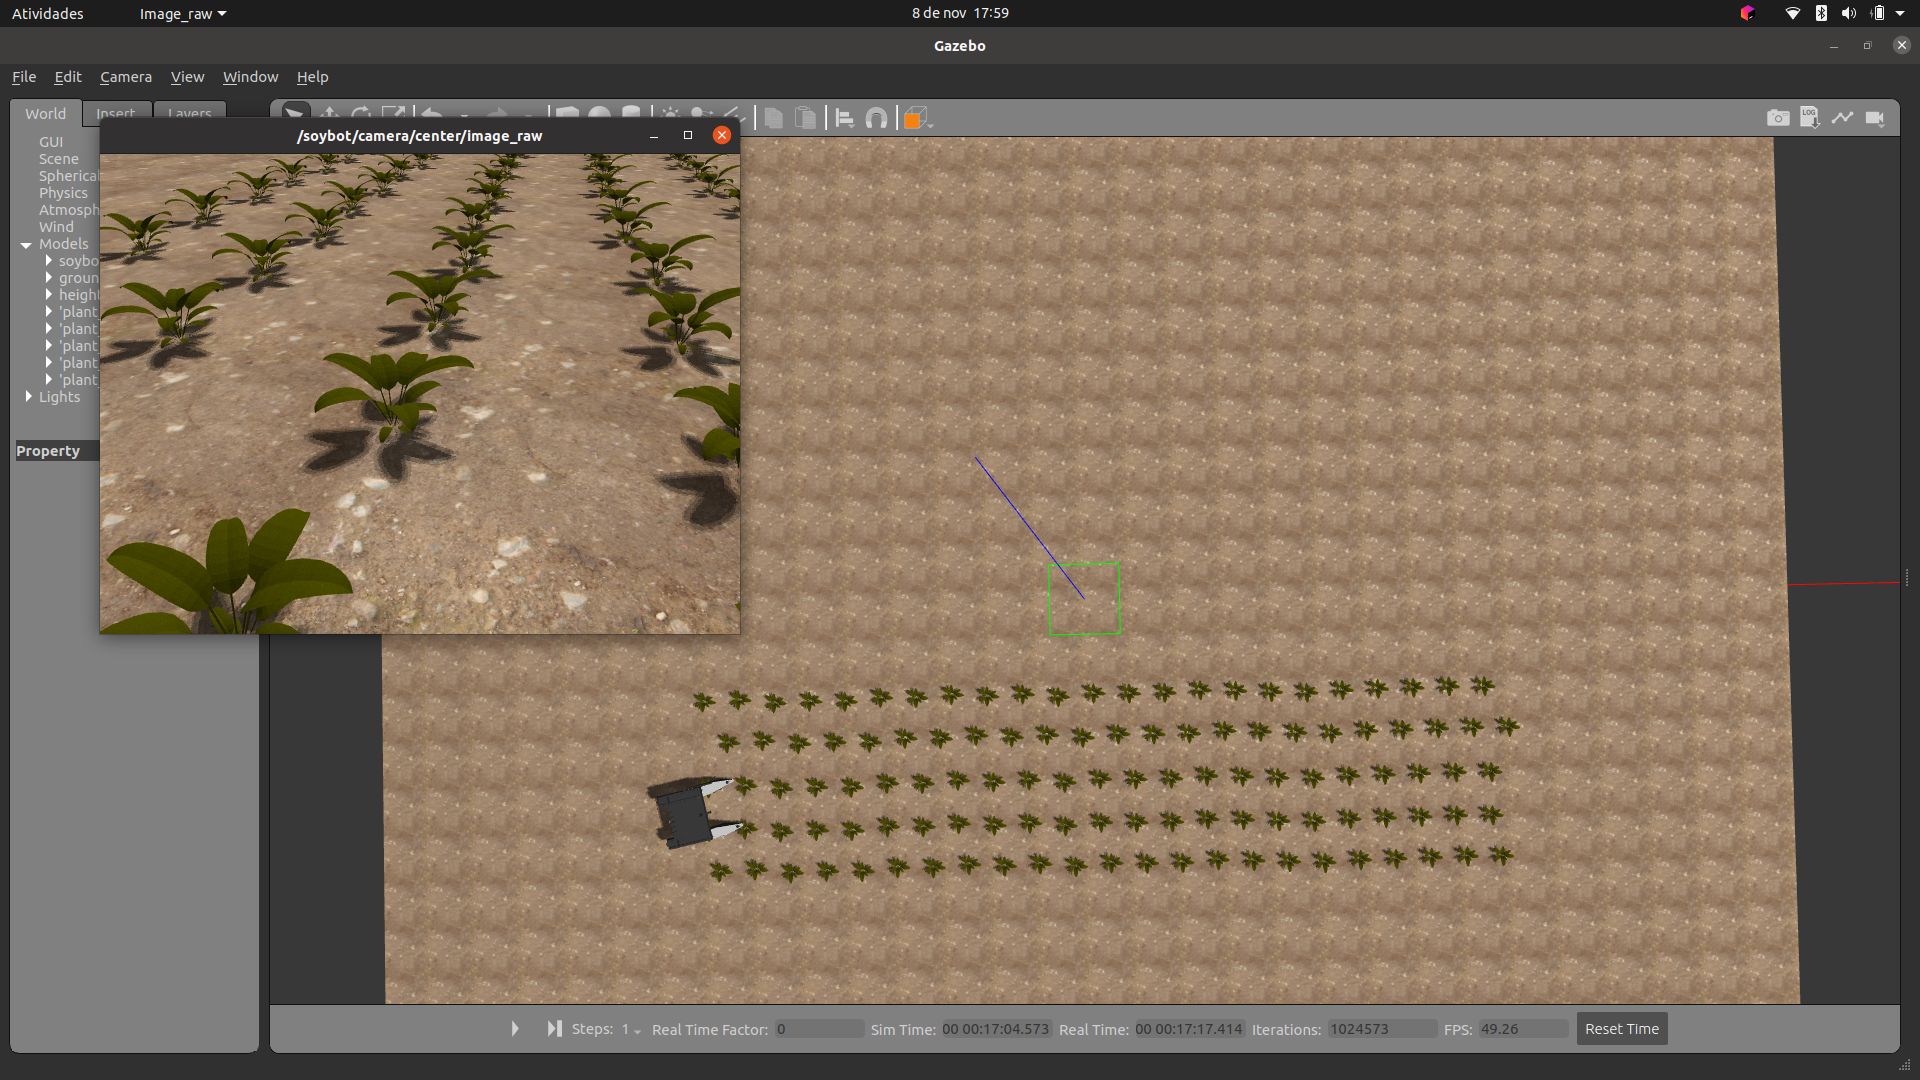 Atividades
Image_raw
8 de nov 17:59
Gazebo
File Edit Camera View Window Help
World Insert Layers
/soybot/camera/center/image_raw
GUI
Scene
Spherical
Physics
Atmosph
Wind
Models
soybo
groun
height
'plant
'plant
'plant
'plant
'plant
Lights
Property
LOG
Steps: 1 Real Time Factor: 0 Sim Time: 00 00:17:04.573 Real Time: 00 00:17:17.414 Iterations: 1024573 FPS: 49.26 Reset Time